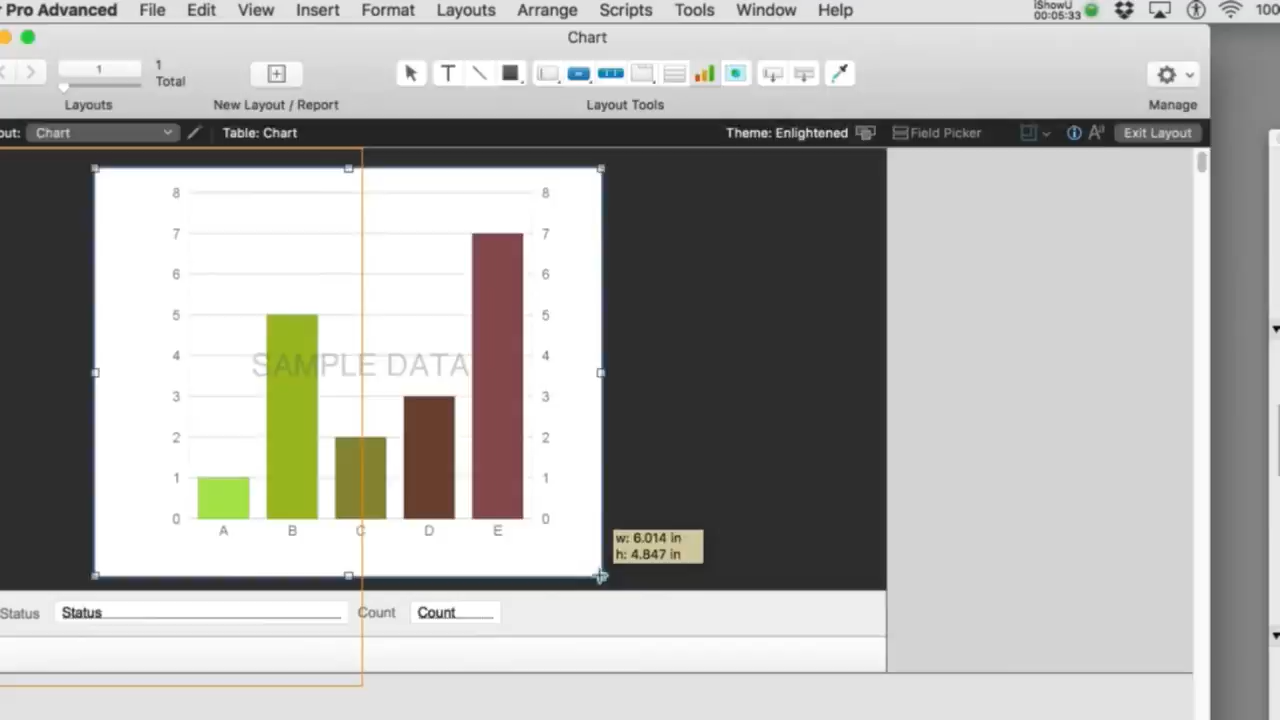 r Pro Advanced File Edit View Insert Format Layouts Arrange Scripts Tools Window Help
iShowU
00:05:33
100
Chart
1
1
Total
Layouts
New Layout / Report
Layout Tools
Manage
out: Chart
Table: Chart
Theme: Enlightened
Field Picker
Exit Layout
8 8
7 7
6 6
5 5
4 4
SAMPLE DATA
3 3
2 2
1 1
0 0
A B C D E
w: 6.014 in
h: 4.847 in
Status Status Count Count